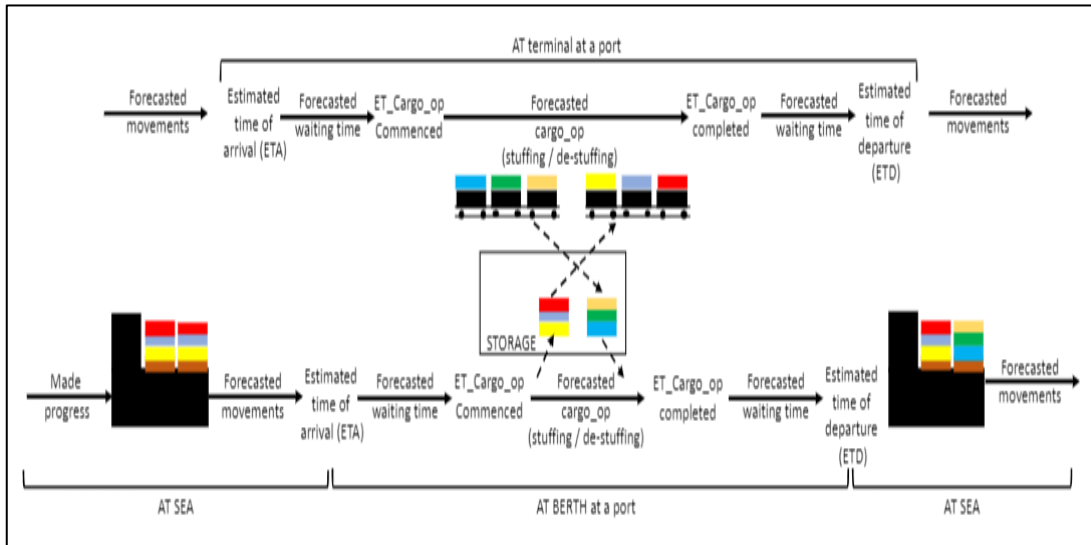 AT terminal at a port
Forecasted
movements
Estimated
time of
arrival (ETA)
Forecasted
waiting time
ET_Cargo_op
Commenced
Forecasted
cargo_op
(stuffing / de-stuffing)
ET_Cargo_op
completed
Forecasted
waiting time
Estimated
time of
departure
(ETD)
Forecasted
movements
STORAGE
Made
progress
Forecasted
movements
Estimated
time of
arrival (ETA)
Forecasted
waiting time
ET_Cargo_op
Commenced
Forecasted
cargo_op
(stuffing / de-stuffing)
ET_Cargo_op
completed
Forecasted
waiting time
Estimated
time of
departure
(ETD)
Forecasted
movements
AT SEA
AT BERTH at a port
AT SEA